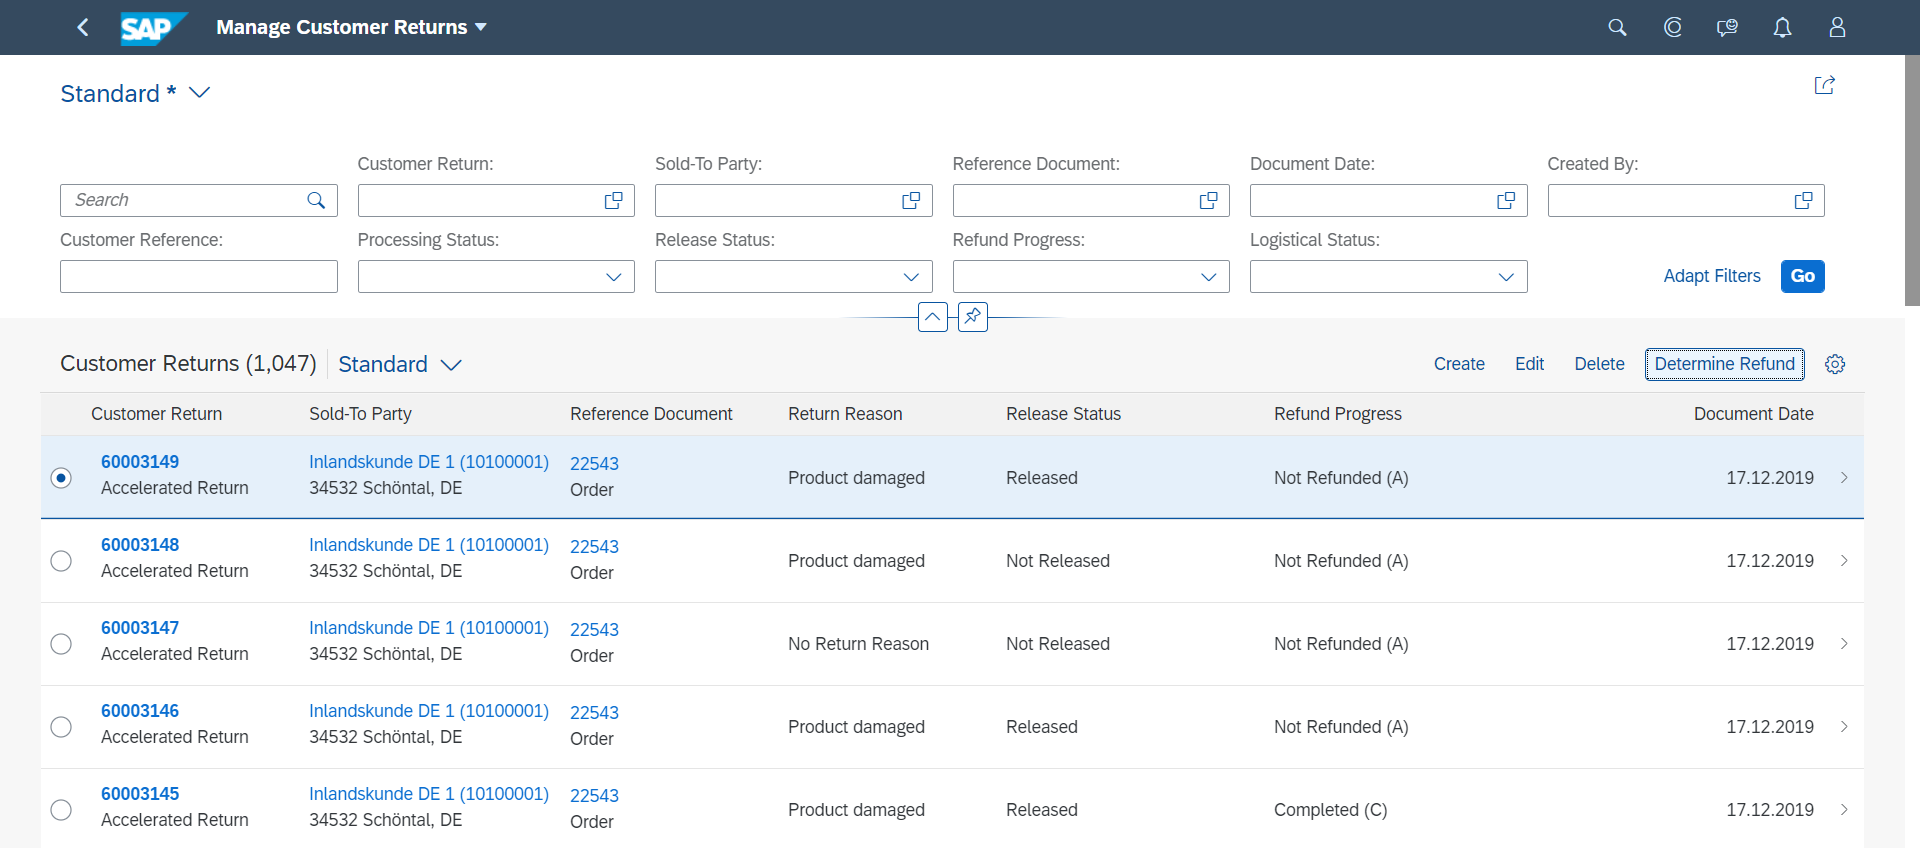 SAP Manage Customer Returns
Standard *
Customer Return: Sold-To Party: Reference Document: Document Date: Created By:
Search
Customer Reference: Processing Status: Release Status: Refund Progress: Logistical Status:
Adapt Filters Go
Customer Returns (1,047) Standard Create Edit Delete Determine Refund
Customer Return Sold-To Party Reference Document Return Reason Release Status Refund Progress Document Date
60003149 Inlandskunde DE 1 (10100001) 22543
Product damaged Released Not Refunded (A) 17.12.2019
Accelerated Return 34532 Schöntal, DE Order
60003148 Inlandskunde DE 1 (10100001) 22543
Product damaged Not Released Not Refunded (A) 17.12.2019
Accelerated Return 34532 Schöntal, DE Order
60003147 Inlandskunde DE 1 (10100001) 22543
No Return Reason Not Released Not Refunded (A) 17.12.2019
Accelerated Return 34532 Schöntal, DE Order
60003146 Inlandskunde DE 1 (10100001) 22543
Product damaged Released Not Refunded (A) 17.12.2019
Accelerated Return 34532 Schöntal, DE Order
60003145 Inlandskunde DE 1 (10100001) 22543
Product damaged Released Completed (C) 17.12.2019
Accelerated Return 34532 Schöntal, DE Order